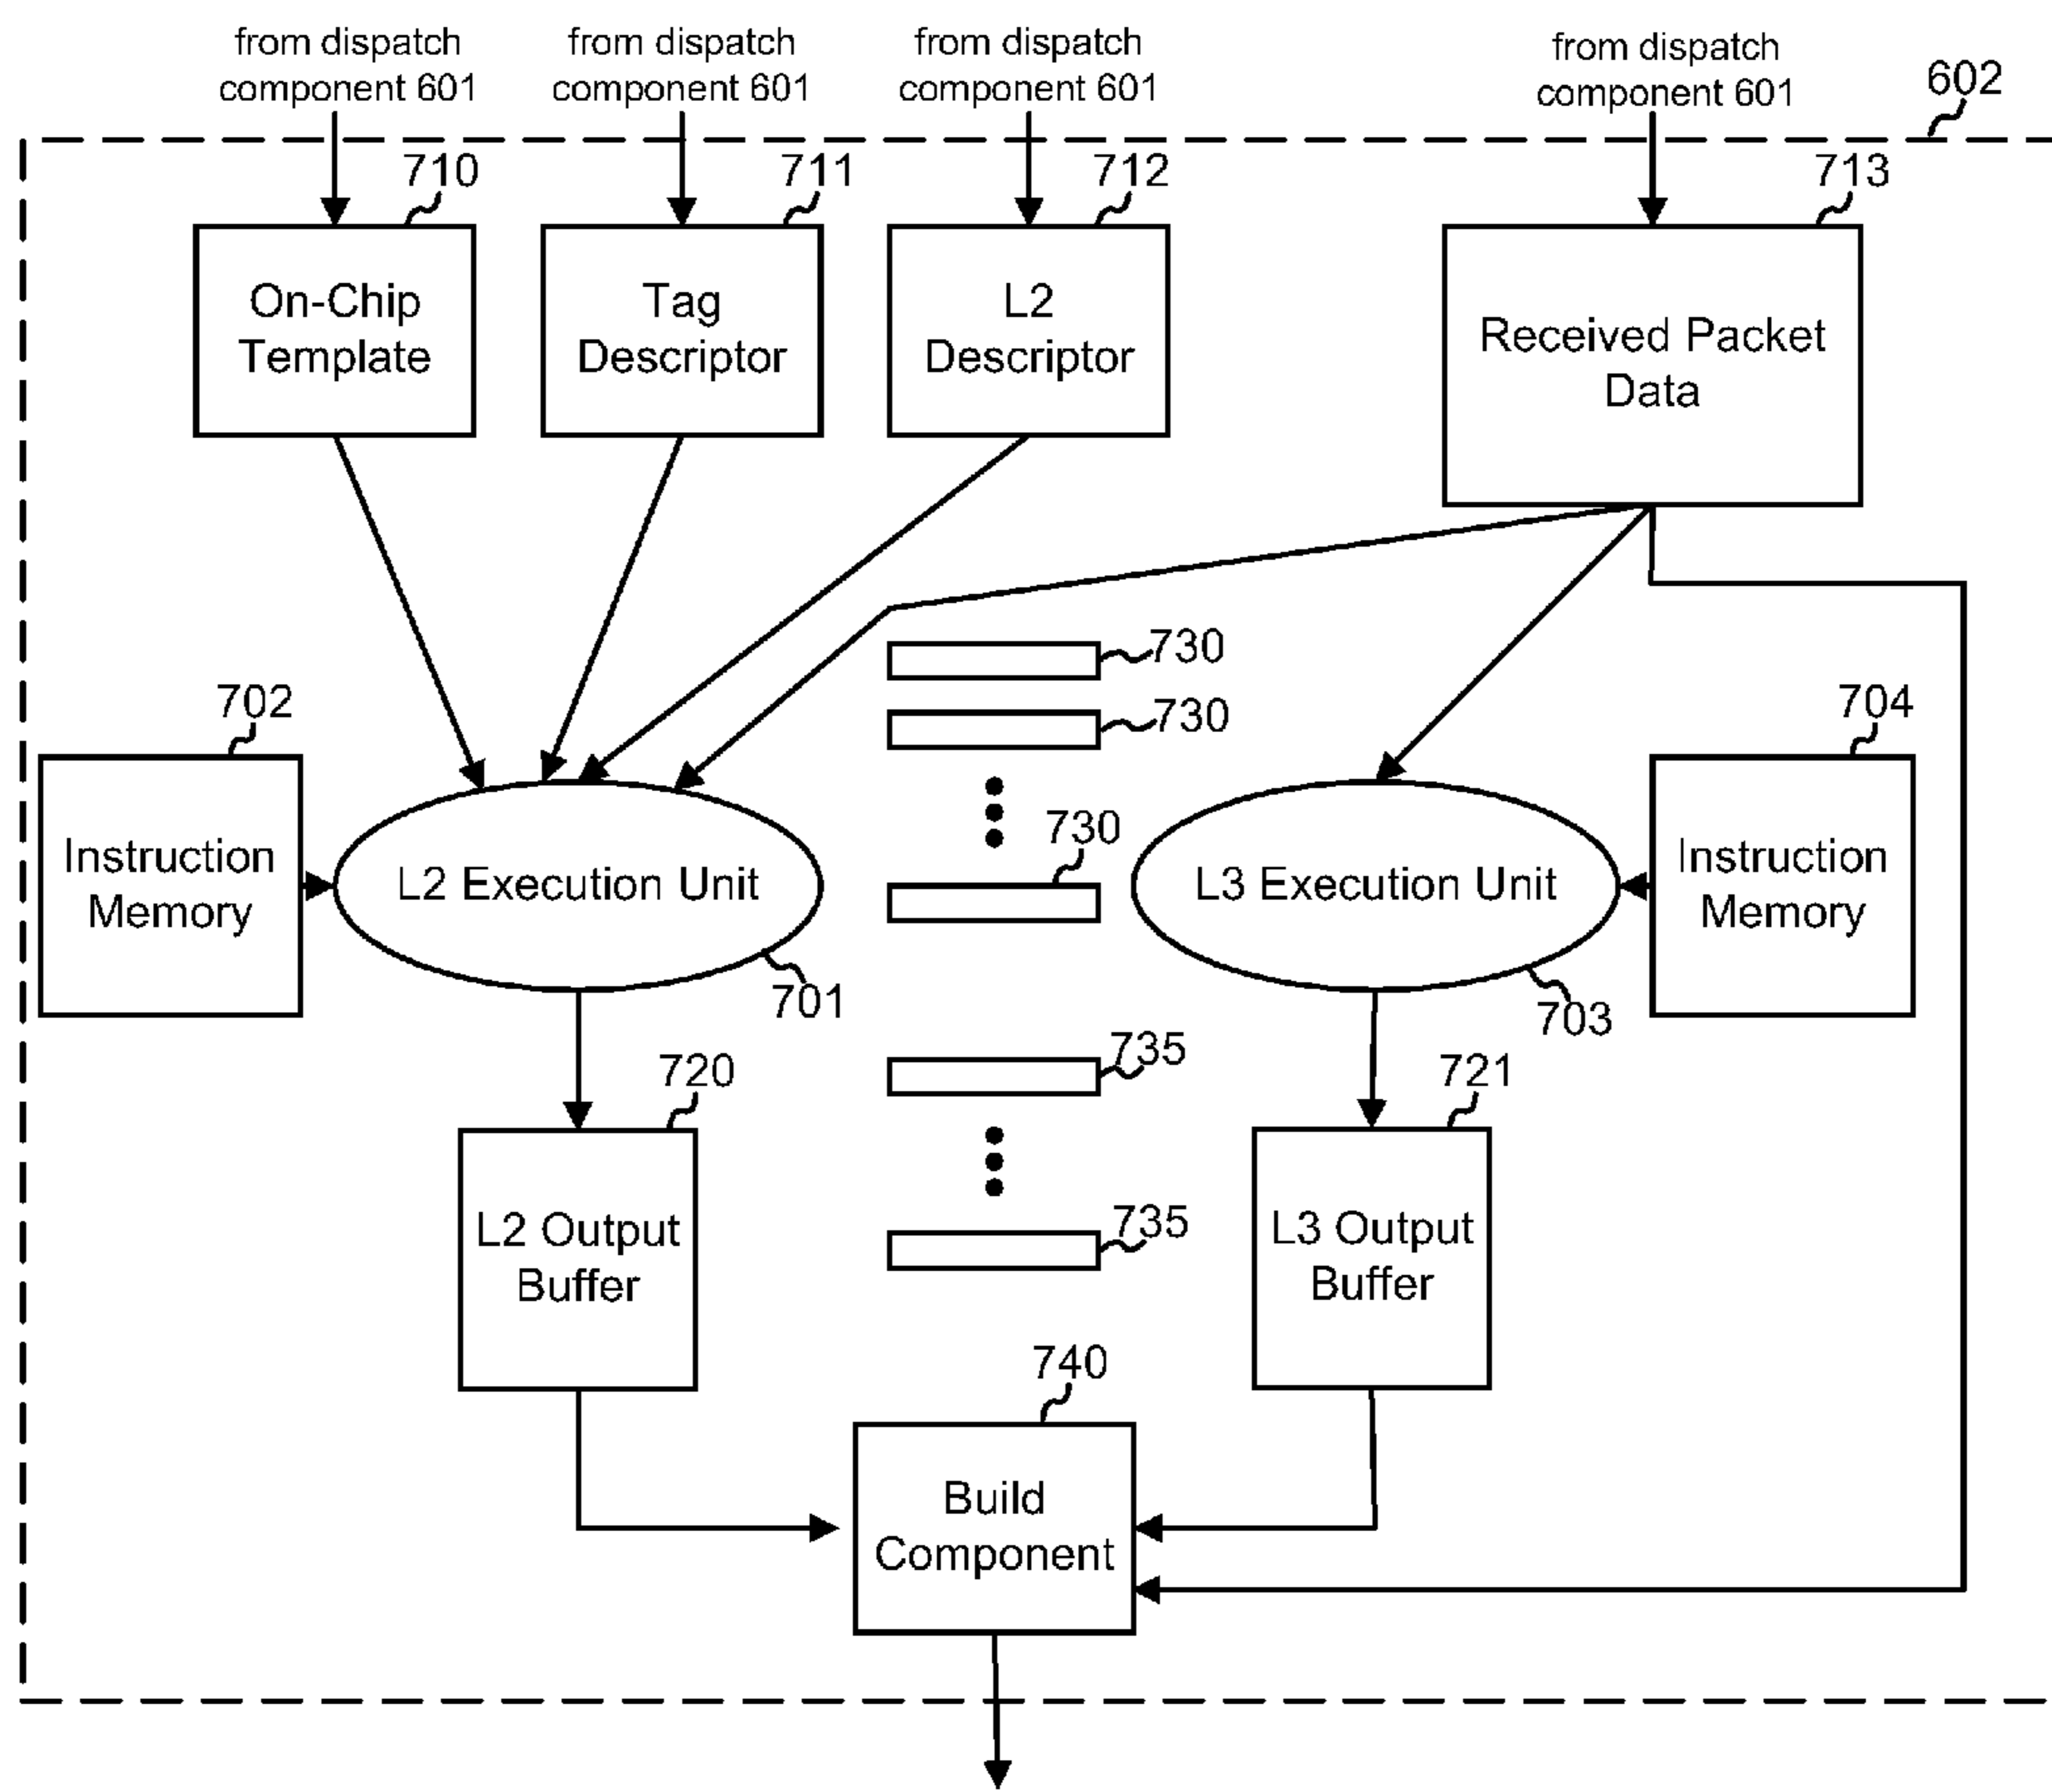 from dispatch
component 601
from dispatch
component 601
from dispatch
component 601
from dispatch
component 601
602
710
711
712
713
On-Chip
Template
Tag
Descriptor
L2
Descriptor
Received Packet
Data
730
730
702
704
730
Instruction
Memory
L2 Execution Unit
L3 Execution Unit
Instruction
Memory
701
703
735
720
721
L2 Output
Buffer
735
L3 Output
Buffer
740
Build
Component